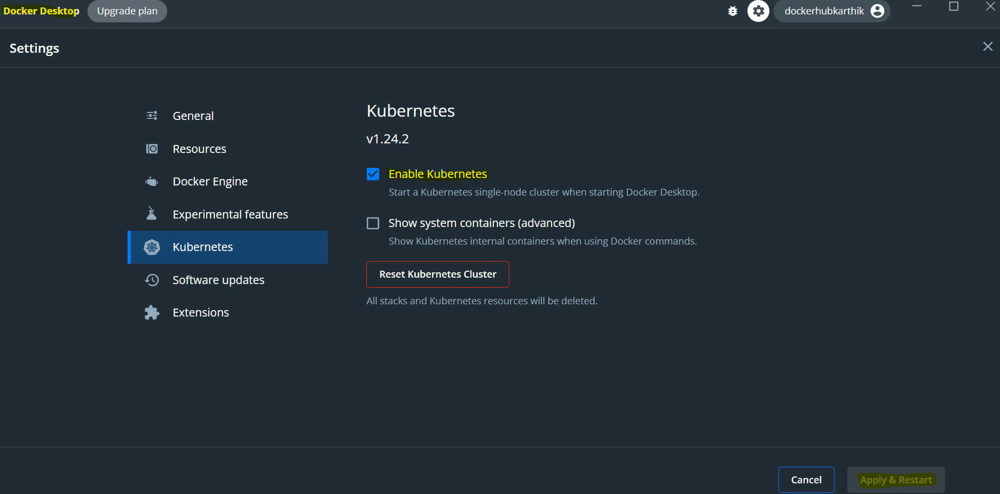 Docker Desktop
Upgrade plan
dockerhubkarthik
Settings
General
Resources
Docker Engine
Experimental features
Kubernetes
Software updates
Extensions
Kubernetes
v1.24.2
Enable Kubernetes
Start a Kubernetes single-node cluster when starting Docker Desktop.
Show system containers (advanced)
Show Kubernetes internal containers when using Docker commands.
Reset Kubernetes Cluster
All stacks and Kubernetes resources will be deleted.
Cancel
Apply & Restart